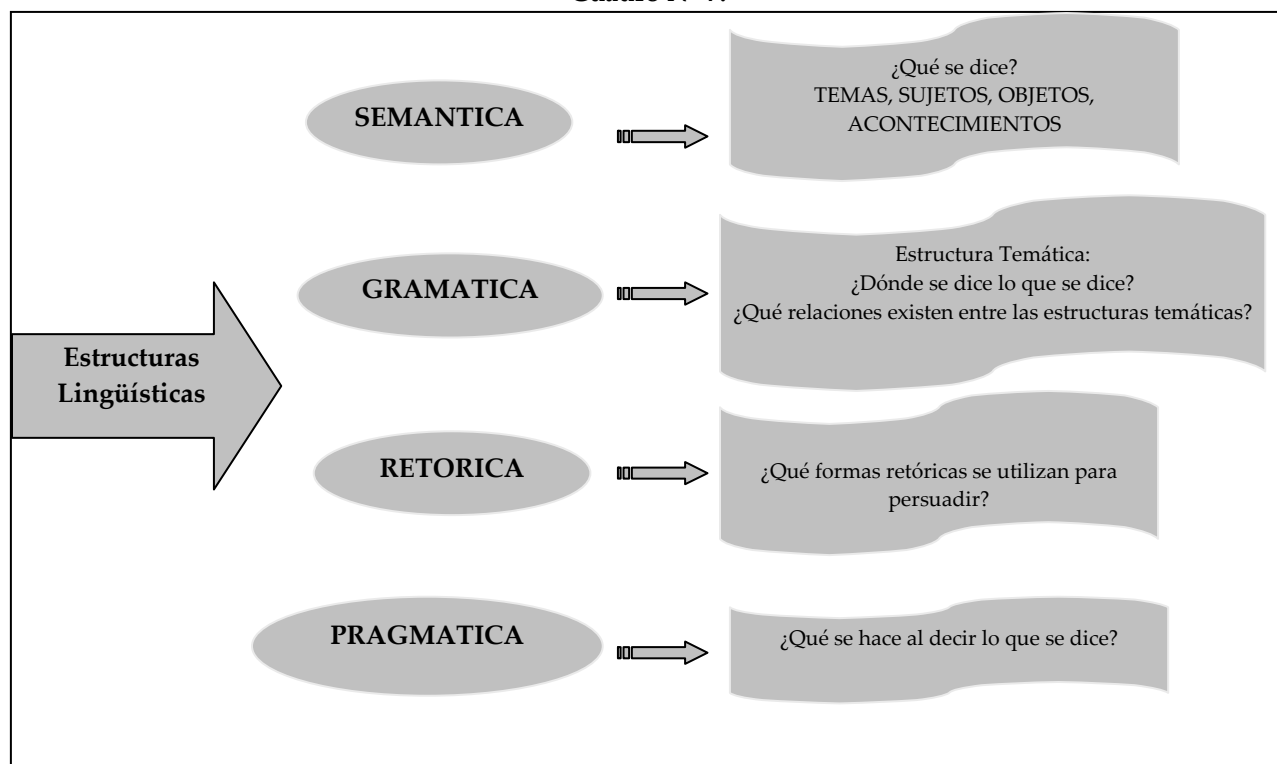 SEMANTICA
¿Qué se dice?
TEMAS, SUJETOS, OBJETOS,
ACONTECIMIENTOS
GRAMATICA
Estructura Temática:
¿Dónde se dice lo que se dice?
¿Qué relaciones existen entre las estructuras temáticas?
Estructuras
Lingüísticas
RETORICA
¿Qué formas retóricas se utilizan para
persuadir?
PRAGMATICA
¿Qué se hace al decir lo que se dice?